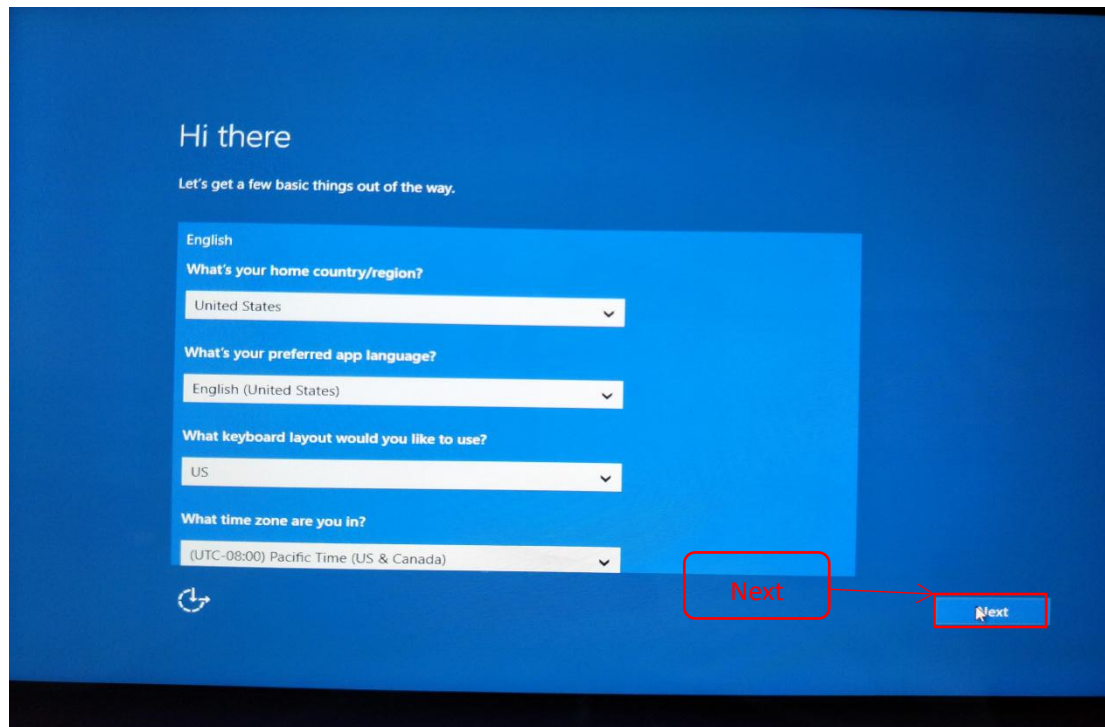 Hi there
Let's get a few basic things out of the way.
English
What's your home country/region?
United States
What's your preferred app language?
English (United States)
What keyboard layout would you like to use?
US
What time zone are you in?
(UTC-08:00) Pacific Time (US & Canada)
Next
Next